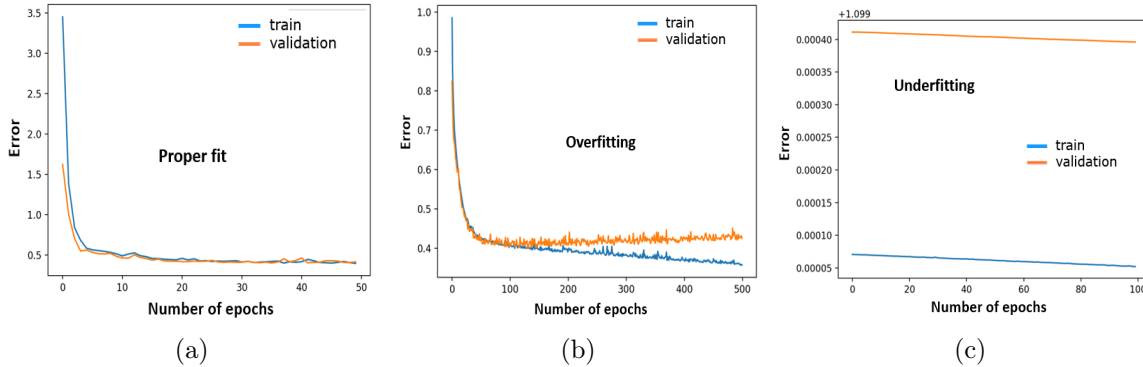 3.5
3.0
2.5
2.0
1.5
1.0
0.5
0
10
20
30
40
50
Error
Number of epochs
train
validation
Proper fit
(a)
1.0
0.9
0.8
0.7
0.6
0.5
0.4
0
100
200
300
400
500
Error
Number of epochs
train
validation
Overfitting
(b)
+1.099
0.00040
0.00035
0.00030
0.00025
0.00020
0.00015
0.00010
0.00005
0
20
40
60
80
100
Error
Number of epochs
Underfitting
train
validation
(c)